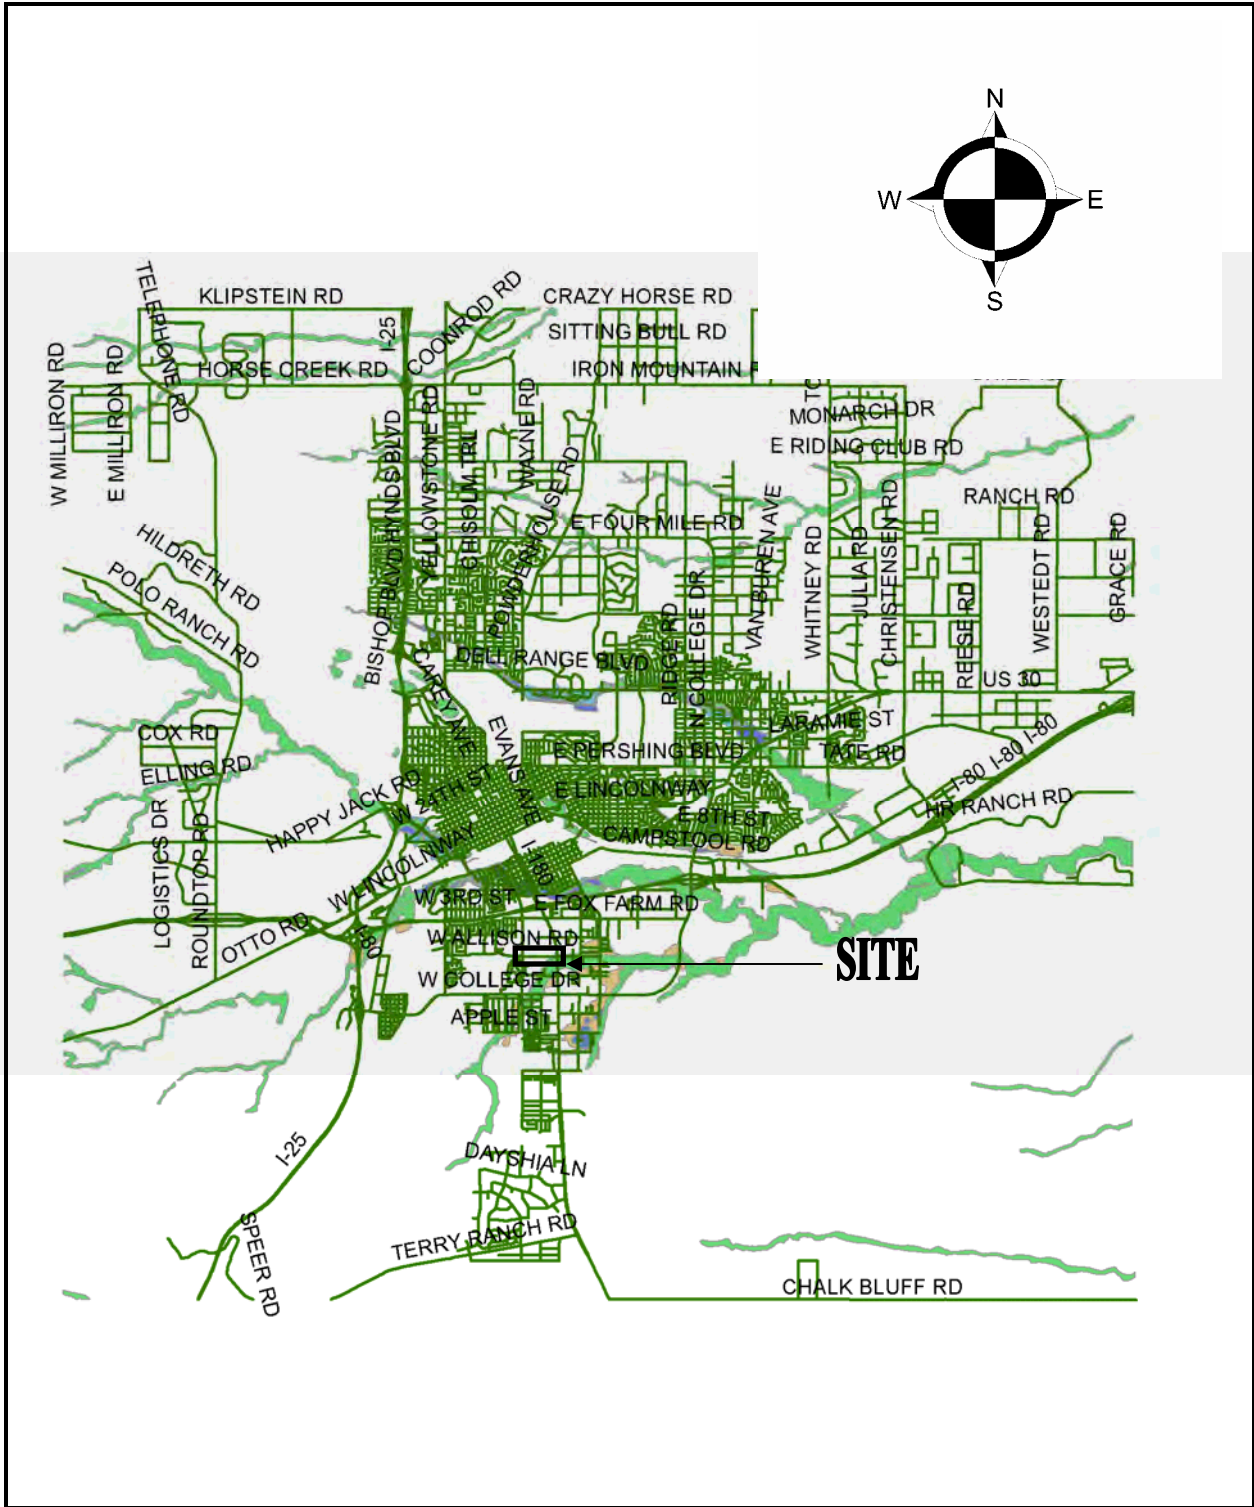 N
W
E
S
TELEPHONE RD
KLIPSTEIN RD
I-25
COONROD RD
CRAZY HORSE RD
SITTING BULL RD
W MILLIRON RD
E MILLIRON RD
HORSE CREEK RD
IRON MOUNTAIN
MONARCH DR
E RIDING CLUB RD
HYNDS BLVD
YELLOWSTONE RD
CHISOLM TRL
WAYNE RD
POWDERHOUSE RD
E FOUR MILE RD
VAN BUREN AVE
WHITNEY RD
JULIA RD
CHRISTENSEN RD
RANCH RD
WESTEDT RD
GRACE RD
REESE RD
HILDRETH RD
POLO RANCH RD
BISHOP BLVD
CAREY AVE
DELL RANGE BLVD
RIDGE RD
N COLLEGE DR
US 30
COX RD
ELLING RD
EVANS AVE
E PERSHING BLVD
LARAMIE ST
TATE RD
I-80
I-80
I-80
HR RANCH RD
LOGISTICS DR
ROUNDTOP RD
HAPPY JACK RD
W 24TH ST
E LINCOLNWAY
E 8TH ST
CAMPSTOOL RD
W LINCOLNWAY
I-180
W 3RD ST
E FOX FARM RD
OTTO RD
I-80
W ALLISON RD
SITE
W COLLEGE DR
APPLE ST
I-25
DAYSHIA LN
SPEER RD
TERRY RANCH RD
CHALK BLUFF RD